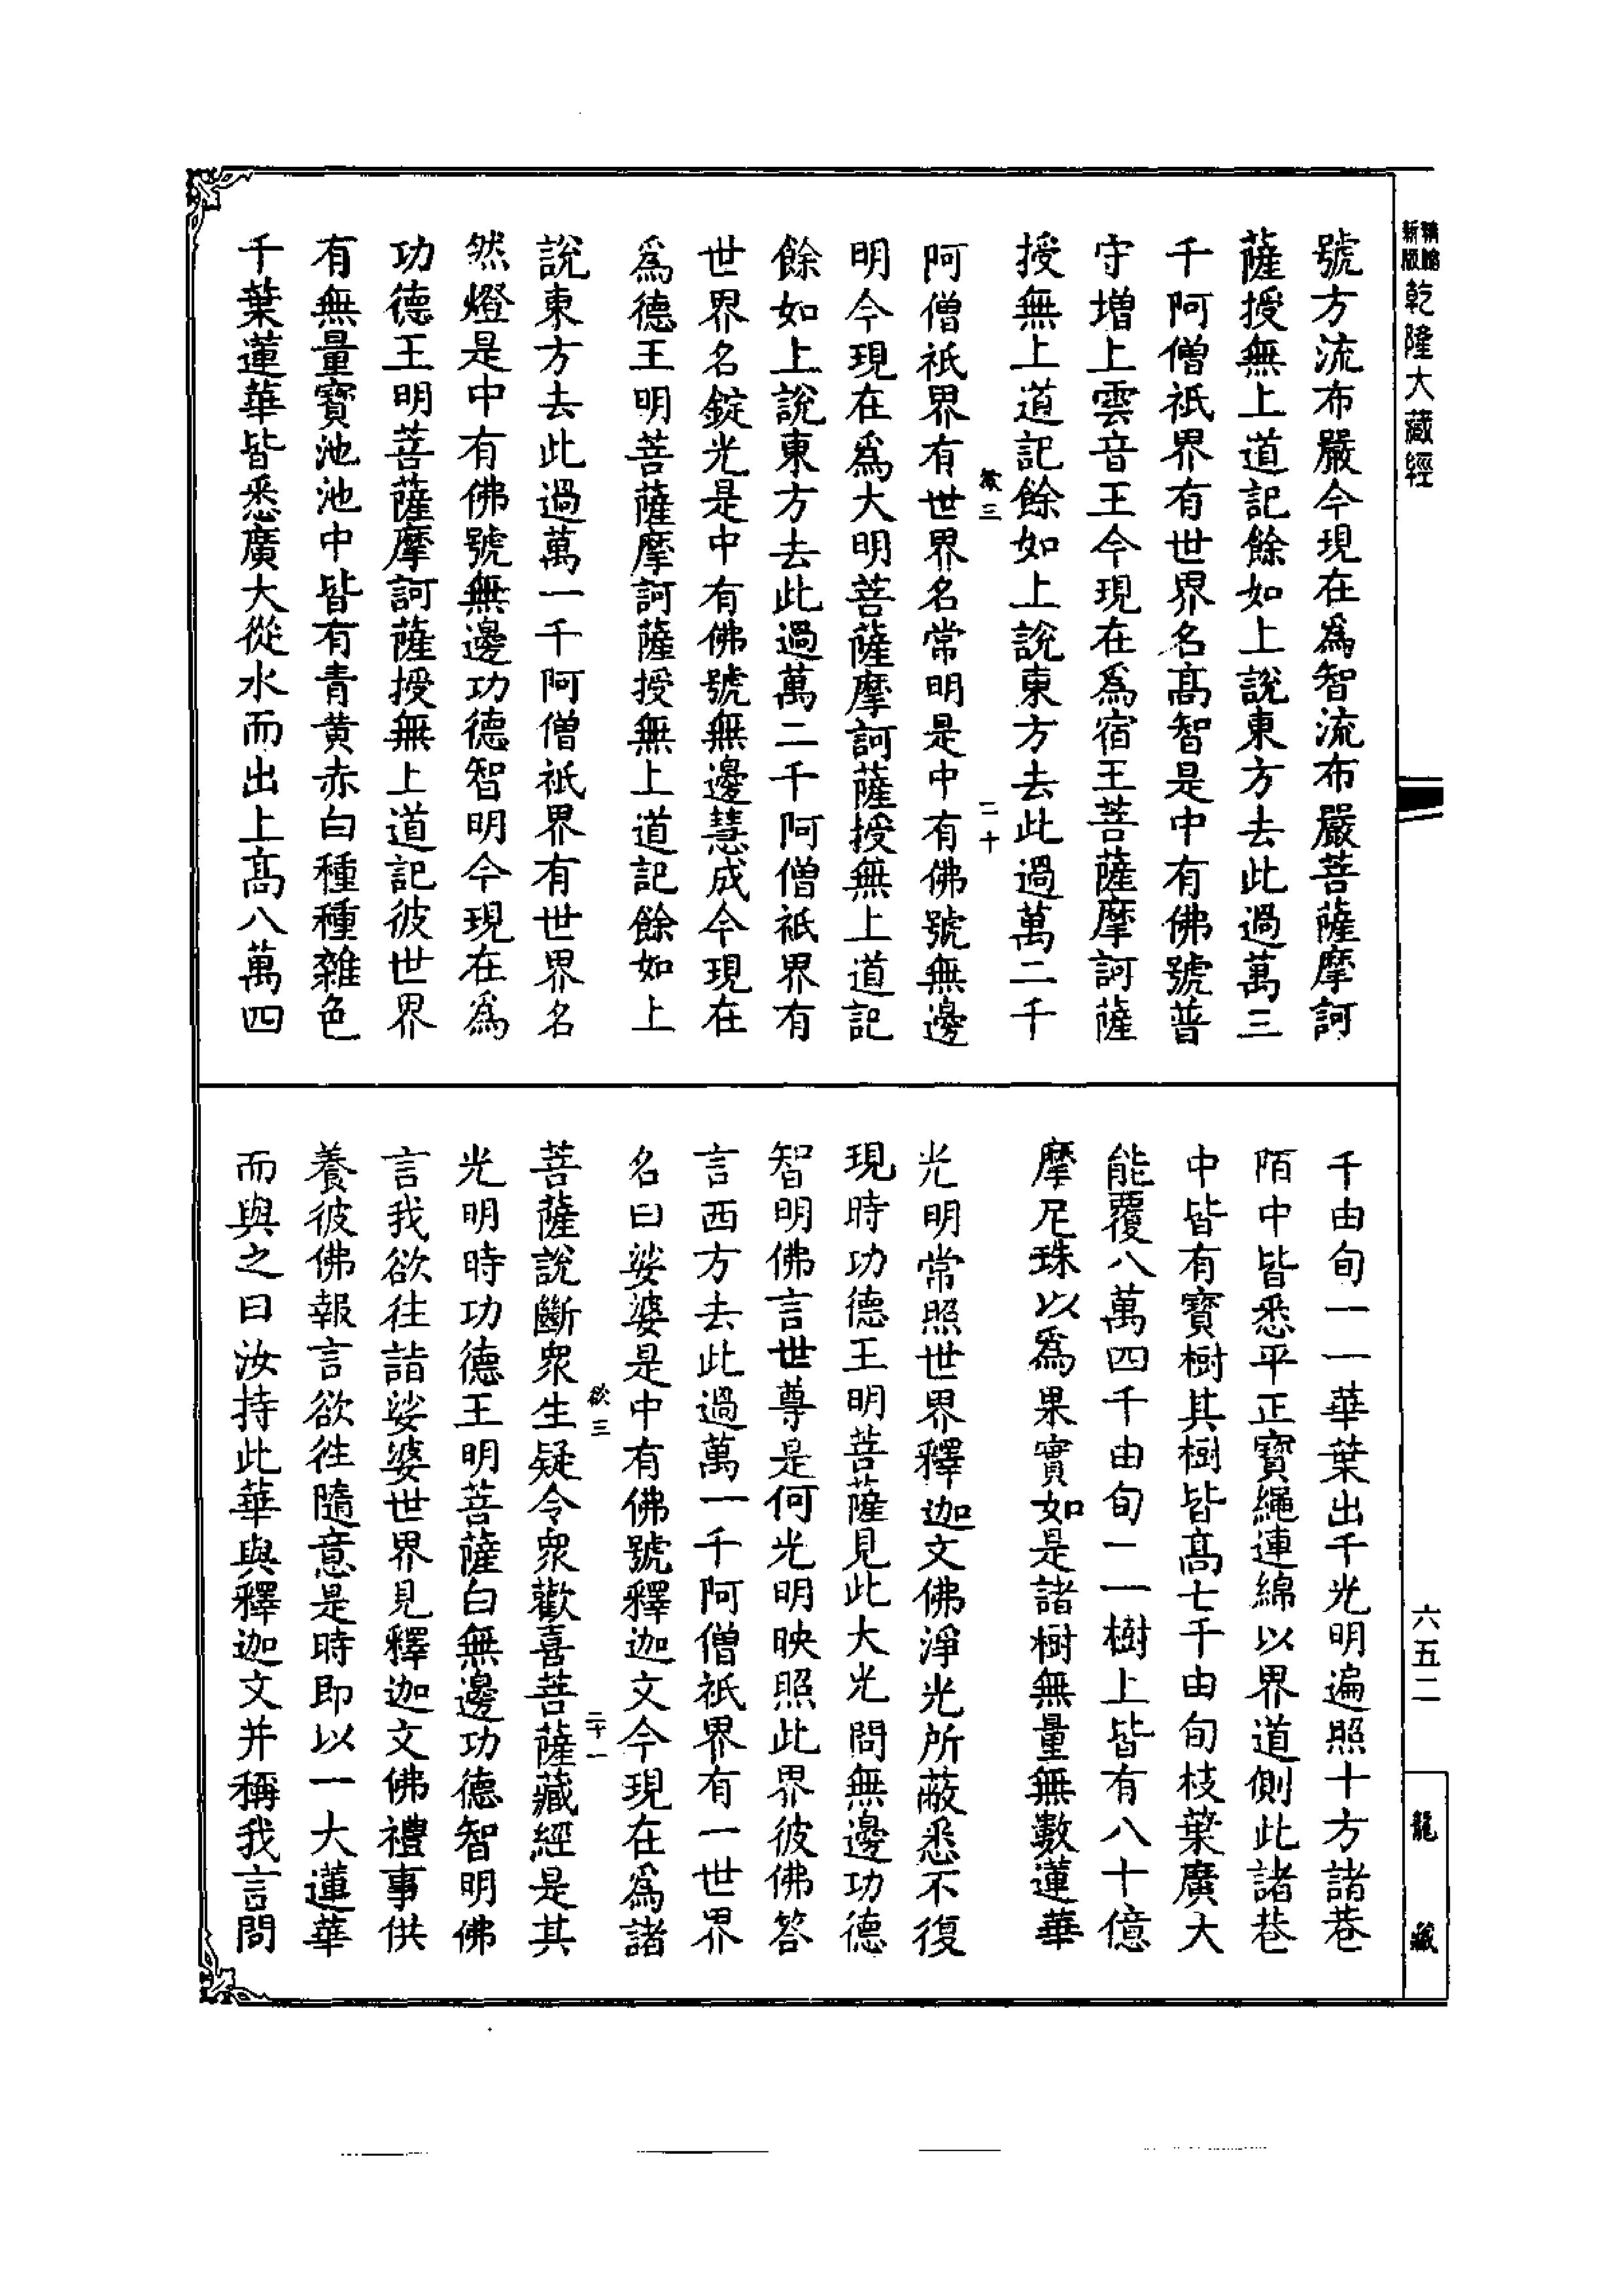 新版
精縮
乾隆大藏經
號方流布嚴今現在爲智流布嚴菩薩摩訶
薩授無上道記餘如上說東方去此過萬三
千阿僧祇界有世界名高智是中有佛號普
守增上雲音王今現在爲宿王菩薩摩訶薩
授無上道記餘如上說東方去此過萬二千
三
二十
阿僧祇界有世界名常明是中有佛號無邊
明今現在爲大明菩薩摩訶薩授無上道記
餘如上說東方去此過萬二千阿僧祇界有
世界名錠光是中有佛號無邊慧成今現在
爲德王明菩薩摩訶薩授無上道記餘如上
說東方去此過萬一千阿僧祇界有世界名
然燈是中有佛號無邊功德智明今現在爲
功德王明菩薩摩訶薩授無上道記彼世界
有無量寶池池中皆有青黃赤白種種雜色
千葉蓮華皆悉廣大從水而出上高八萬四
千由旬一一華葉出千光明遍照十方諸巷
陌中皆悉平正寶繩連綿以界道側此諸巷
中皆有寶樹其樹皆高七千由旬枝葉廣大
能覆八萬四千由旬一一樹上皆有八十億
摩尼珠以爲果實如是諸樹無量無數蓮華
光明常照世界釋迦文佛淨光所蔽悉不復
現時功德王明菩薩見此大光問無邊功德
智明佛言世尊是何光明映照此界彼佛答
言西方去此過萬一千阿僧祇界有一世界
名曰娑婆是中有佛號釋迦文今現在爲諸
欲三
二十一
菩薩說斷衆生疑令衆歡喜菩薩藏經是其
光明時功德王明菩薩白無邊功德智明佛
言我欲往詣娑婆世界見釋迦文佛禮事供
養彼佛報言欲往隨意是時即以一大蓮華
而與之曰汝持此華與釋迦文并稱我言問
六五二
龍藏